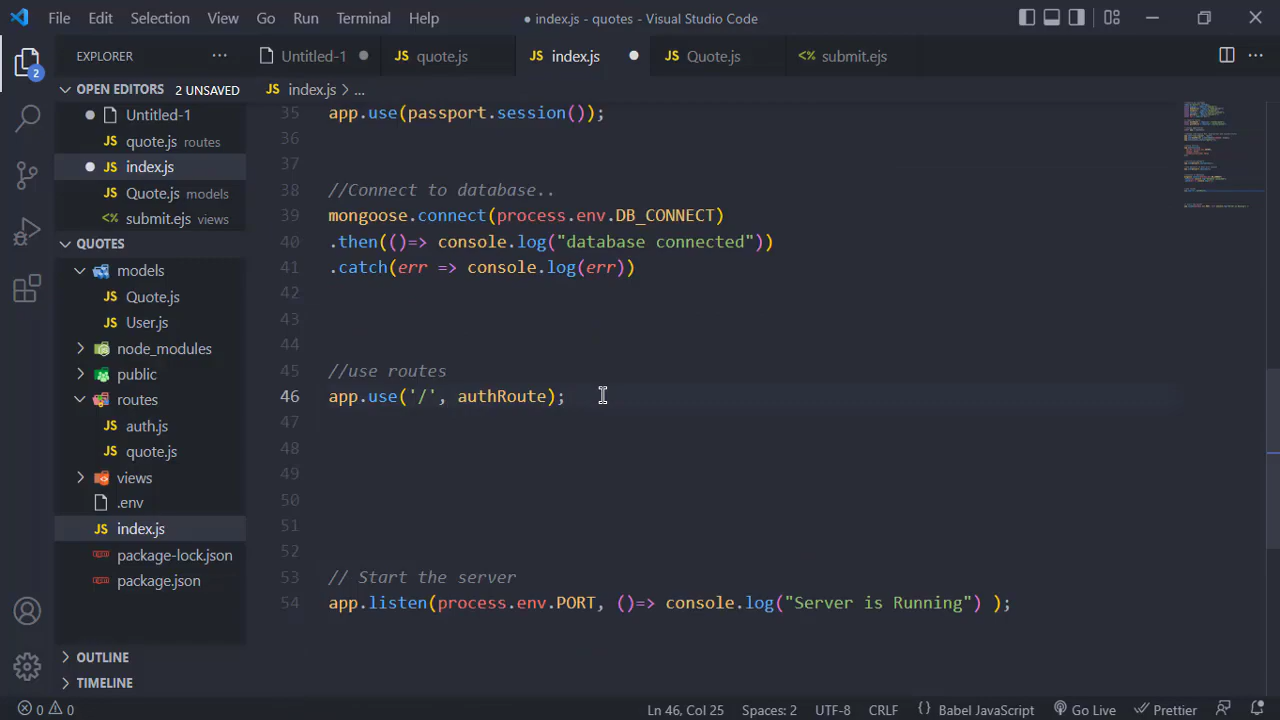 File Edit Selection View Go Run Terminal Help
● index.js - quotes - Visual Studio Code
EXPLORER
Untitled-1
JS quote.js
JS index.js
JS Quote.js
<% submit.ejs
2
OPEN EDITORS 2 UNSAVED
Untitled-1
JS quote.js routes
JS index.js
JS Quote.js models
<% submit.ejs views
QUOTES
models
JS Quote.js
JS User.js
node_modules
public
routes
JS auth.js
JS quote.js
views
.env
JS index.js
package-lock.json
package.json
OUTLINE
TIMELINE
JS index.js > ...
35 app.use(passport.session());
36
37
38 //Connect to database..
39 mongoose.connect(process.env.DB_CONNECT)
40 .then(()=> console.log("database connected"))
41 .catch(err => console.log(err))
42
43
44
45 //use routes
46 app.use('/', authRoute);
47
48
49
50
51
52
53 // Start the server
54 app.listen(process.env.PORT, ()=> console.log("Server is Running") );
0 0
Ln 46, Col 25 Spaces: 2 UTF-8 CRLF {} Babel JavaScript Go Live Prettier